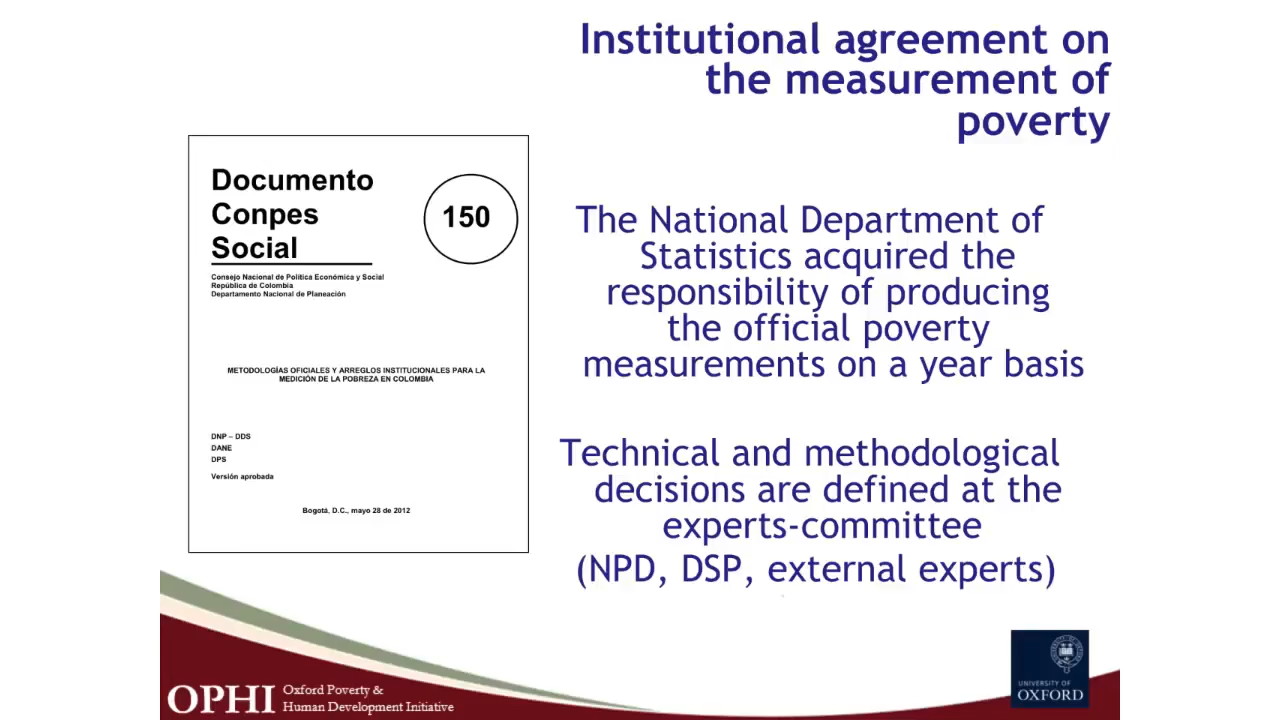 Institutional agreement on
the measurement of
poverty
Documento
Conpes
Social
150
Consejo Nacional de Política Económica y Social
República de Colombia
Departamento Nacional de Planeación
METODOLOGÍAS OFICIALES Y ARREGLOS INSTITUCIONALES PARA LA
MEDICIÓN DE LA POBREZA EN COLOMBIA
DNP – DDS
DANE
DPS
Versión aprobada
Bogotá, D.C., mayo 28 de 2012
The National Department of
Statistics acquired the
responsibility of producing
the official poverty
measurements on a year basis
Technical and methodological
decisions are defined at the
experts-committee
(NPD, DSP, external experts)
OPHI
Oxford Poverty &
Human Development Initiative
UNIVERSITY OF
OXFORD